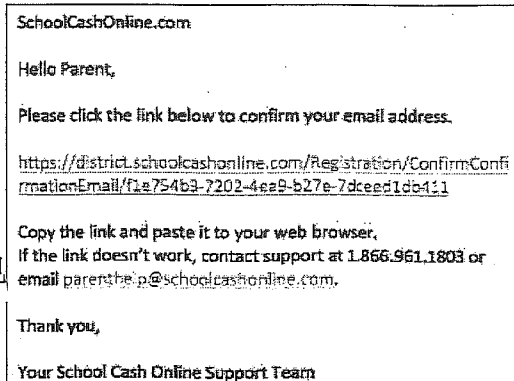 SchoolCashOnline.com
Hello Parent,
Please click the link below to confirm your email address.
https://district.schoolcashonline.com/Registration/ConfirmConfi
rmationEmail/f1e754b3-7202-4ea9-b27e-7dceed1db411
Copy the link and paste it to your web browser.
If the link doesn't work, contact support at 1.866.961.1803 or
email parenthelp@schoolcashonline.com.
Thank you,
Your School Cash Online Support Team